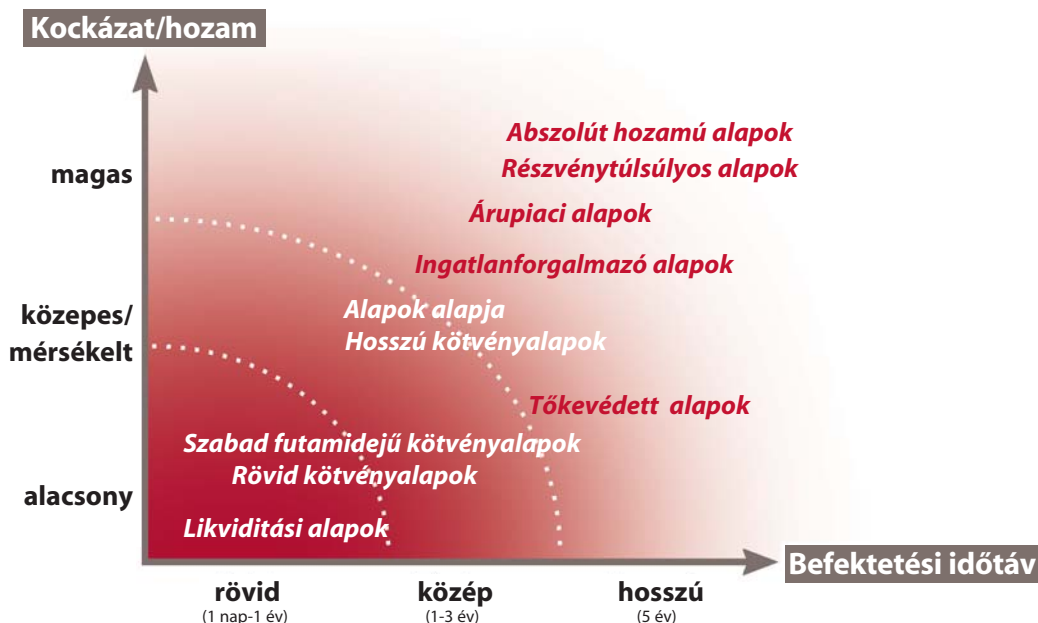 Kockázat/hozam
Abszolút hozamú alapok
magas
Részvénytúlsúlyos alapok
Árupiaci alapok
Ingatlanforgalmazó alapok
közepes/
mérsékelt
Alapok alapja
Hosszú kötvényalapok
Tőkevédett alapok
Szabad futamidejű kötvényalapok
Rövid kötvényalapok
alacsony
Likviditási alapok
Befektetési időtáv
rövid
(1 nap-1 év)
közép
(1-3 év)
hosszú
(5 év)